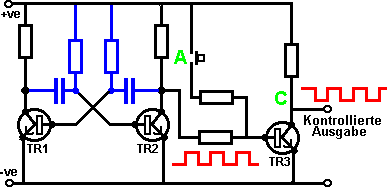 +ve
A
C
Kontrollierte
Ausgabe
TR1
TR2
TR3
-ve